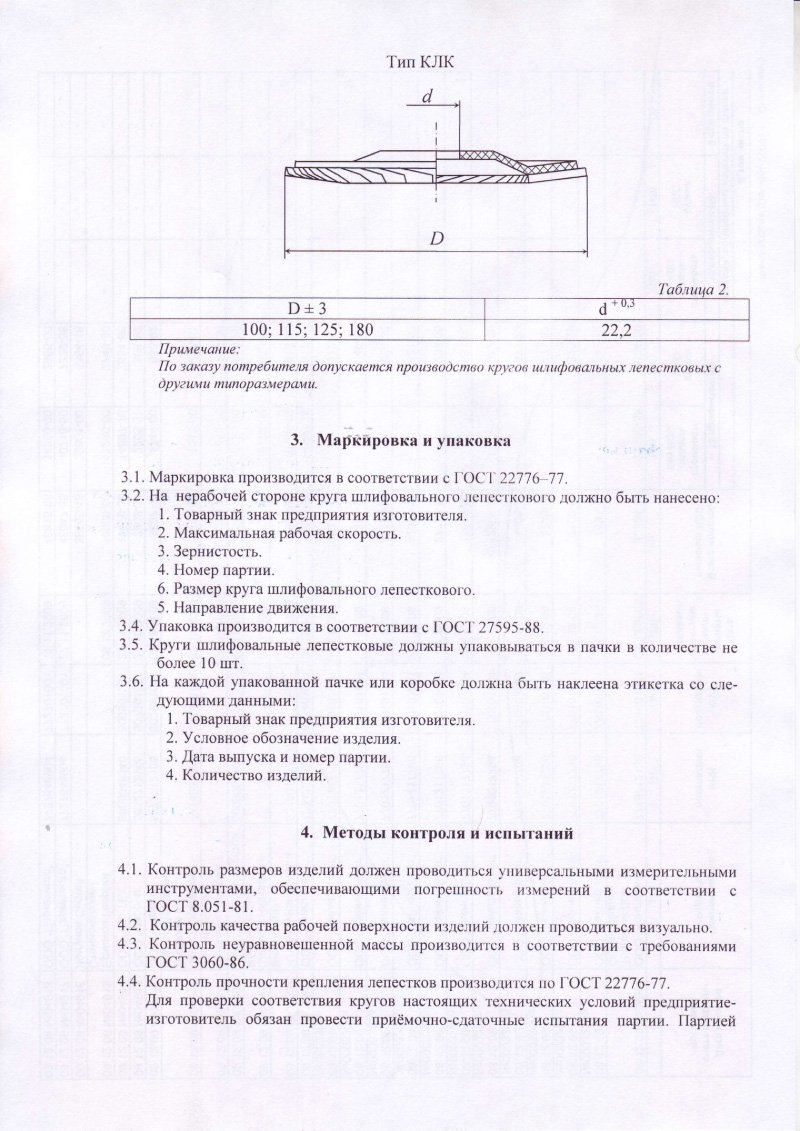 Тип КЛК
d
D
Таблица 2.
D ± 3 d + 0,3
100; 115; 125; 180 22,2
Примечание:
По заказу потребителя допускается производство кругов шлифовальных лепестковых с
другими типоразмерами.
3. Маркировка и упаковка
3.1. Маркировка производится в соответствии с ГОСТ 22776–77.
3.2. На нерабочей стороне круга шлифовального лепесткового должно быть нанесено:
1. Товарный знак предприятия изготовителя.
2. Максимальная рабочая скорость.
3. Зернистость.
4. Номер партии.
6. Размер круга шлифовального лепесткового.
5. Направление движения.
3.4. Упаковка производится в соответствии с ГОСТ 27595-88.
3.5. Круги шлифовальные лепестковые должны упаковываться в пачки в количестве не
более 10 шт.
3.6. На каждой упакованной пачке или коробке должна быть наклеена этикетка со сле-
дующими данными:
1. Товарный знак предприятия изготовителя.
2. Условное обозначение изделия.
3. Дата выпуска и номер партии.
4. Количество изделий.
4. Методы контроля и испытаний
4.1. Контроль размеров изделий должен проводиться универсальными измерительными
инструментами, обеспечивающими погрешность измерений в соответствии с
ГОСТ 8.051-81.
4.2. Контроль качества рабочей поверхности изделий должен проводиться визуально.
4.3. Контроль неуравновешенной массы производится в соответствии с требованиями
ГОСТ 3060-86.
4.4. Контроль прочности крепления лепестков производится по ГОСТ 22776-77.
Для проверки соответствия кругов настоящих технических условий предприятие-
изготовитель обязан провести приёмочно-сдаточные испытания партии. Партией